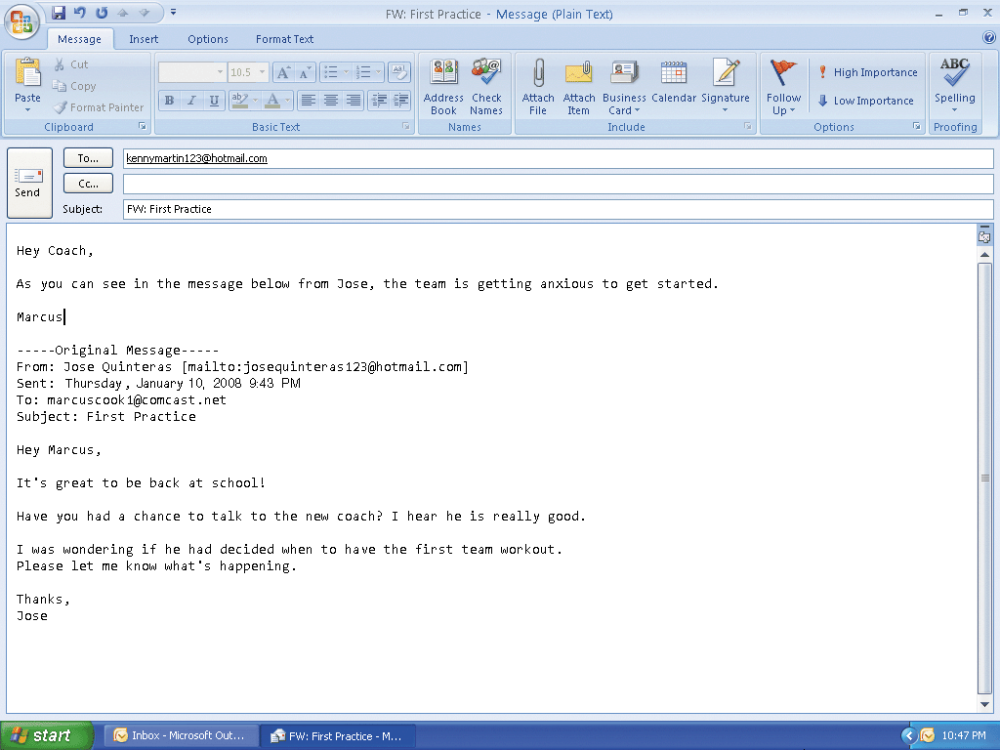 FW: First Practice - Message (Plain Text)
Message Insert Options Format Text
Paste
Cut
Copy
Format Painter
Clipboard
10.5
B I U
ab
A
Basic Text
Address Book
Check Names
Names
Attach File
Attach Item
Business Card
Calendar
Signature
Include
Follow Up
High Importance
Low Importance
Options
ABC
Spelling
Proofing
Send
To... kennymartin123@hotmail.com
Cc...
Subject: FW: First Practice
Hey Coach,
As you can see in the message below from Jose, the team is getting anxious to get started.
Marcus
-----Original Message-----
From: Jose Quinteras [mailto:josequinteras123@hotmail.com]
Sent: Thursday, January 10, 2008 9:43 PM
To: marcuscook1@comcast.net
Subject: First Practice
Hey Marcus,
It's great to be back at school!
Have you had a chance to talk to the new coach? I hear he is really good.
I was wondering if he had decided when to have the first team workout.
Please let me know what's happening.
Thanks,
Jose
start
Inbox - Microsoft Out...
FW: First Practice - M...
10:47 PM